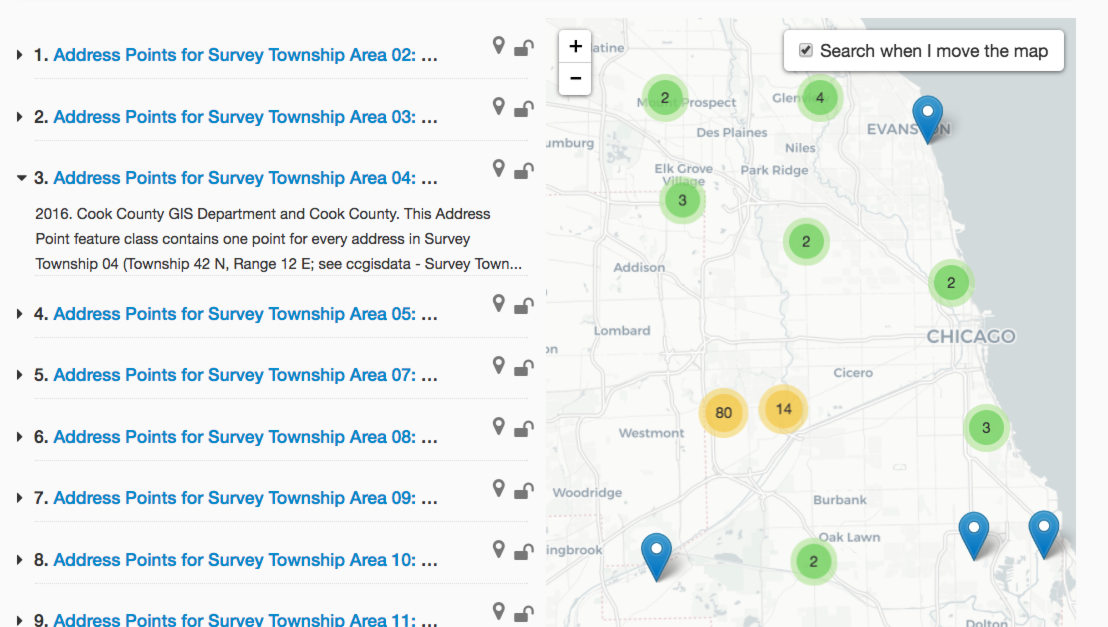 1. Address Points for Survey Township Area 02: ...
2. Address Points for Survey Township Area 03: ...
3. Address Points for Survey Township Area 04: ...
2016. Cook County GIS Department and Cook County. This Address
Point feature class contains one point for every address in Survey
Township 04 (Township 42 N, Range 12 E; see ccgisdata - Survey Town...
4. Address Points for Survey Township Area 05: ...
5. Address Points for Survey Township Area 07: ...
6. Address Points for Survey Township Area 08: ...
7. Address Points for Survey Township Area 09: ...
8. Address Points for Survey Township Area 10: ...
9. Address Points for Survey Township Area 11: ...
+
−
Search when I move the map
latine
2
Prospect
4
EVANSTON
Des Plaines
umburg
Niles
Elk Grove
Village
Park Ridge
3
2
Addison
2
Lombard
CHICAGO
on
Cicero
80
14
Westmont
3
Woodridge
Burbank
ingbrook
Oak Lawn
2
Dolton